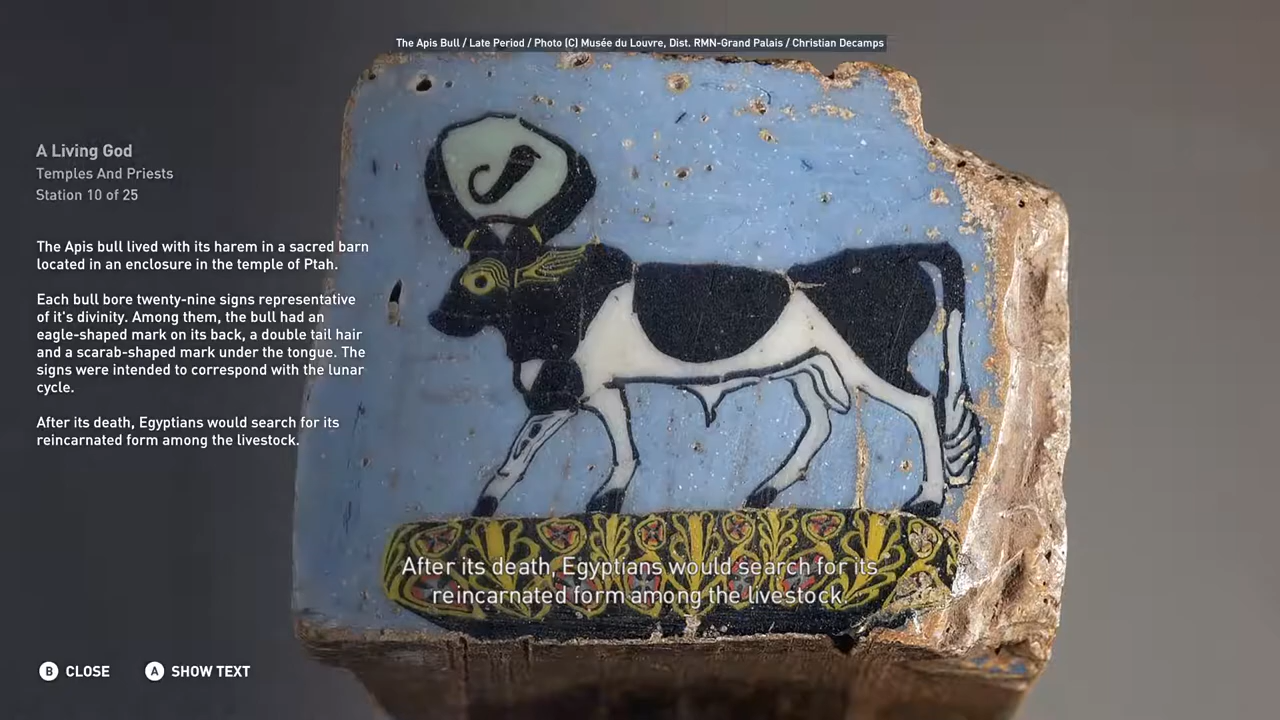 The Apis Bull / Late Period / Photo (C) Musée du Louvre, Dist. RMN-Grand Palais / Christian Decamps
A Living God
Temples And Priests
Station 10 of 25
The Apis bull lived with its harem in a sacred barn
located in an enclosure in the temple of Ptah.
Each bull bore twenty-nine signs representative
of it's divinity. Among them, the bull had an
eagle-shaped mark on its back, a double tail hair
and a scarab-shaped mark under the tongue. The
signs were intended to correspond with the lunar
cycle.
After its death, Egyptians would search for its
reincarnated form among the livestock.
After its death, Egyptians would search for its
reincarnated form among the livestock.
B CLOSE A SHOW TEXT